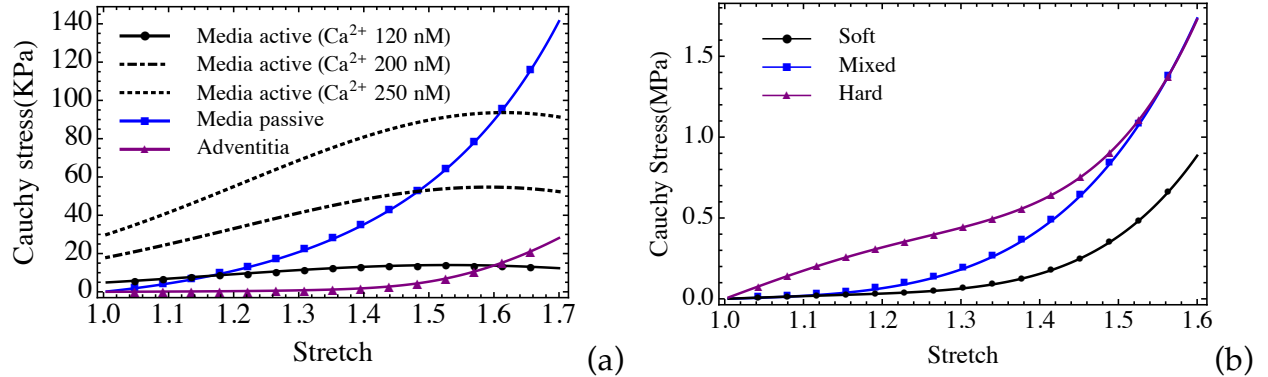 Cauchy stress(KPa)
140
120
100
80
60
40
20
0
Media active (Ca²⁺ 120 nM)
Media active (Ca²⁺ 200 nM)
Media active (Ca²⁺ 250 nM)
Media passive
Adventitia
1.0 1.1 1.2 1.3 1.4 1.5 1.6 1.7
Stretch
(a)
Cauchy Stress(MPa)
1.5
1.0
0.5
0.0
Soft
Mixed
Hard
1.0 1.1 1.2 1.3 1.4 1.5 1.6
Stretch
(b)